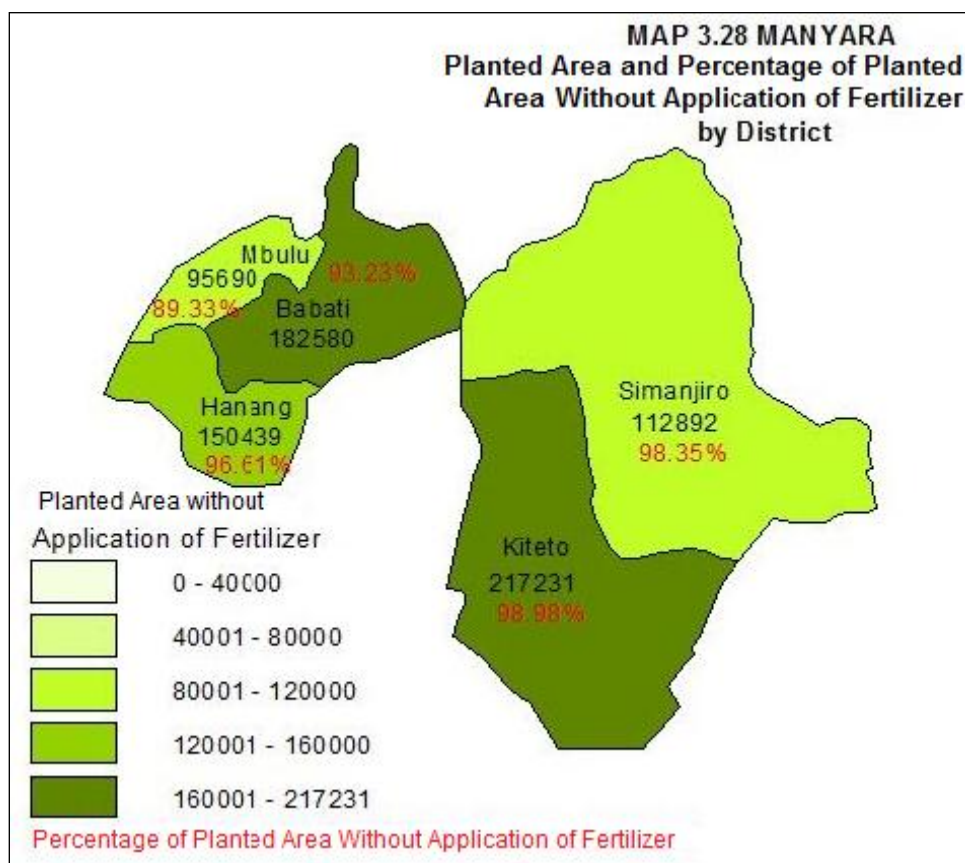 MAP 3.28 MANYARA
Planted Area and Percentage of Planted
Area Without Application of Fertilizer
by District
Mbulu
95690
89.33%
93.23%
Babati
182580
Hanang
150439
96.61%
Simanjiro
112892
98.35%
Kiteto
217231
98.98%
Planted Area without
Application of Fertilizer
0 - 40000
40001 - 80000
80001 - 120000
120001 - 160000
160001 - 217231
Percentage of Planted Area Without Application of Fertilizer